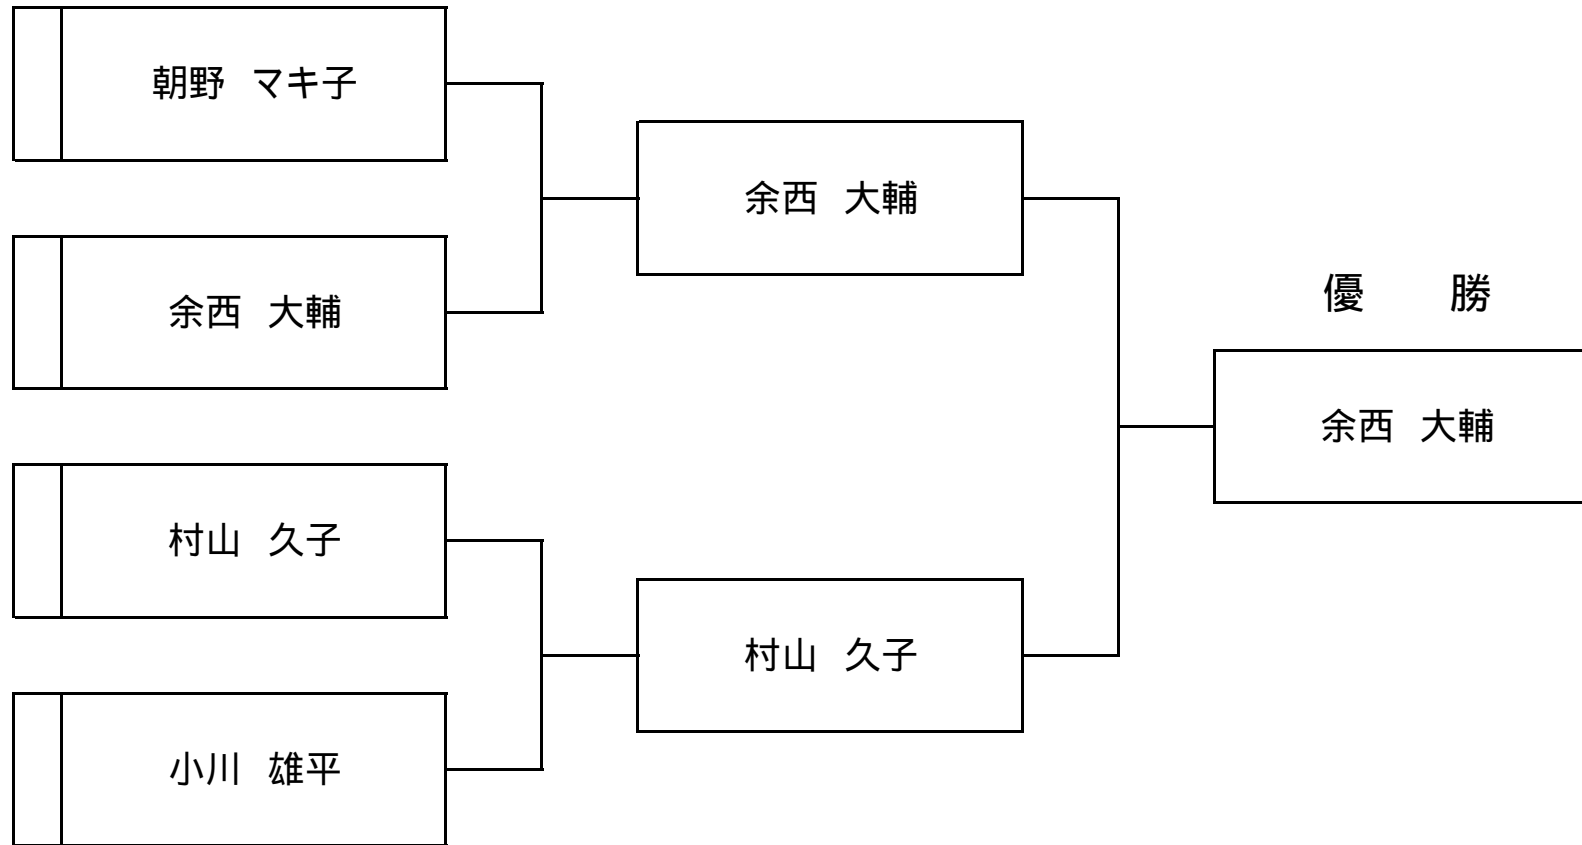 朝野 マキ子
余西 大輔
村山 久子
小川 雄平
余西 大輔
村山 久子
優 勝
余西 大輔